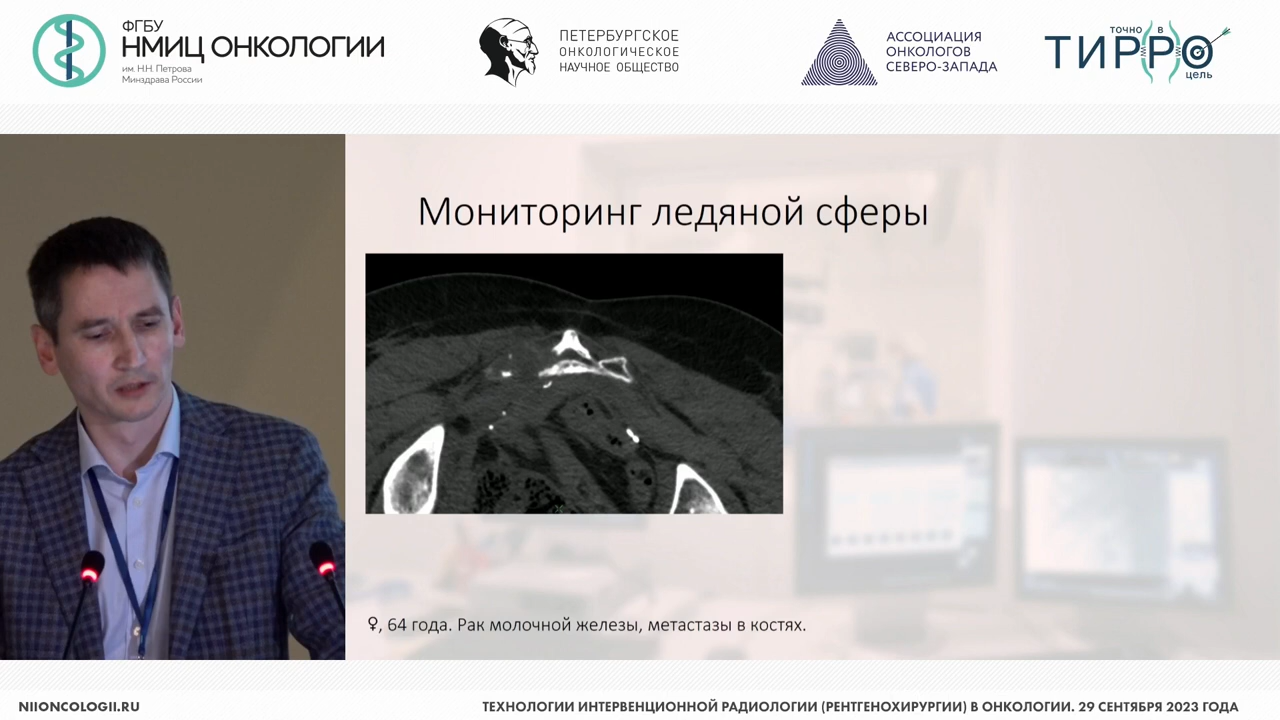 ФГБУ
НМИЦ ОНКОЛОГИИ
им. Н.Н. Петрова
Минздрава России
ПЕТЕРБУРГСКОЕ
ОНКОЛОГИЧЕСКОЕ
НАУЧНОЕ ОБЩЕСТВО
АССОЦИАЦИЯ
ОНКОЛОГОВ
СЕВЕРО-ЗАПАДА
ТОЧНО В
ТИРРО
цель
Мониторинг ледяной сферы
♀, 64 года. Рак молочной железы, метастазы в костях.
NIIONCOLOGII.RU
ТЕХНОЛОГИИ ИНТЕРВЕНЦИОННОЙ РАДИОЛОГИИ (РЕНТГЕНОХИРУРГИИ) В ОНКОЛОГИИ. 29 СЕНТЯБРЯ 2023 ГОДА